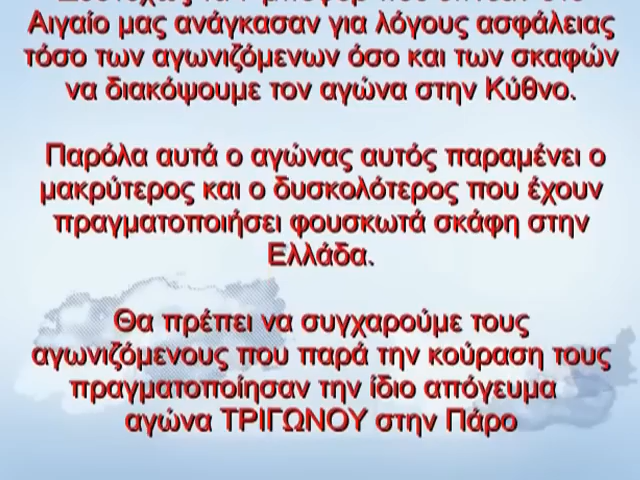 Αιγαίο μας ανάγκασαν για λόγους ασφάλειας
τόσο των αγωνιζόμενων όσο και των σκαφών
να διακόψουμε τον αγώνα στην Κύθνο.
Παρόλα αυτά ο αγώνας αυτός παραμένει ο
μακρύτερος και ο δυσκολότερος που έχουν
πραγματοποιήσει φουσκωτά σκάφη στην
Ελλάδα.
Θα πρέπει να συγχαρούμε τους
αγωνιζόμενους που παρά την κούραση τους
πραγματοποίησαν την ίδιο απόγευμα
αγώνα ΤΡΙΓΩΝΟΥ στην Πάρο